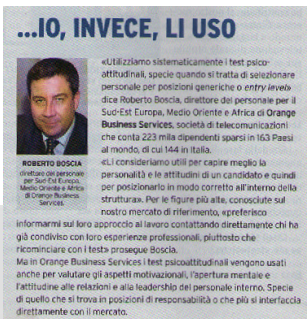 ...IO, INVECE, LI USO
«Utilizziamo sistematicamente i test psico-
attitudinali, specie quando si tratta di selezionare
personale per posizioni generiche o entry level»
dice Roberto Boscia, direttore del personale per il
Sud-Est Europa, Medio Oriente e Africa di Orange
Business Services, società di telecomunicazioni
che conta 223 mila dipendenti sparsi in 163 Paesi
al mondo, di cui 144 in Italia.
«Li consideriamo utili per capire meglio la
personalità e le attitudini di un candidato e quindi
per posizionarlo in modo corretto all'interno della
struttura». Per le figure più alte, conosciute sul
nostro mercato di riferimento, «preferisco
informarmi sul loro approccio al lavoro contattando direttamente chi ha
già condiviso con loro esperienze professionali, piuttosto che
ricominciare con i test» prosegue Boscia.
Ma in Orange Business Services i test psicoattitudinali vengono usati
anche per valutare gli aspetti motivazionali, l'apertura mentale e
l'attitudine alle relazioni e alla leadership del personale interno. Specie
di quello che si trova in posizioni di responsabilità o che più si interfaccia
direttamente con il mercato.
ROBERTO BOSCIA
direttore del personale
per Sud-Est Europa,
Medio Oriente e Africa
di Orange Business
Services.